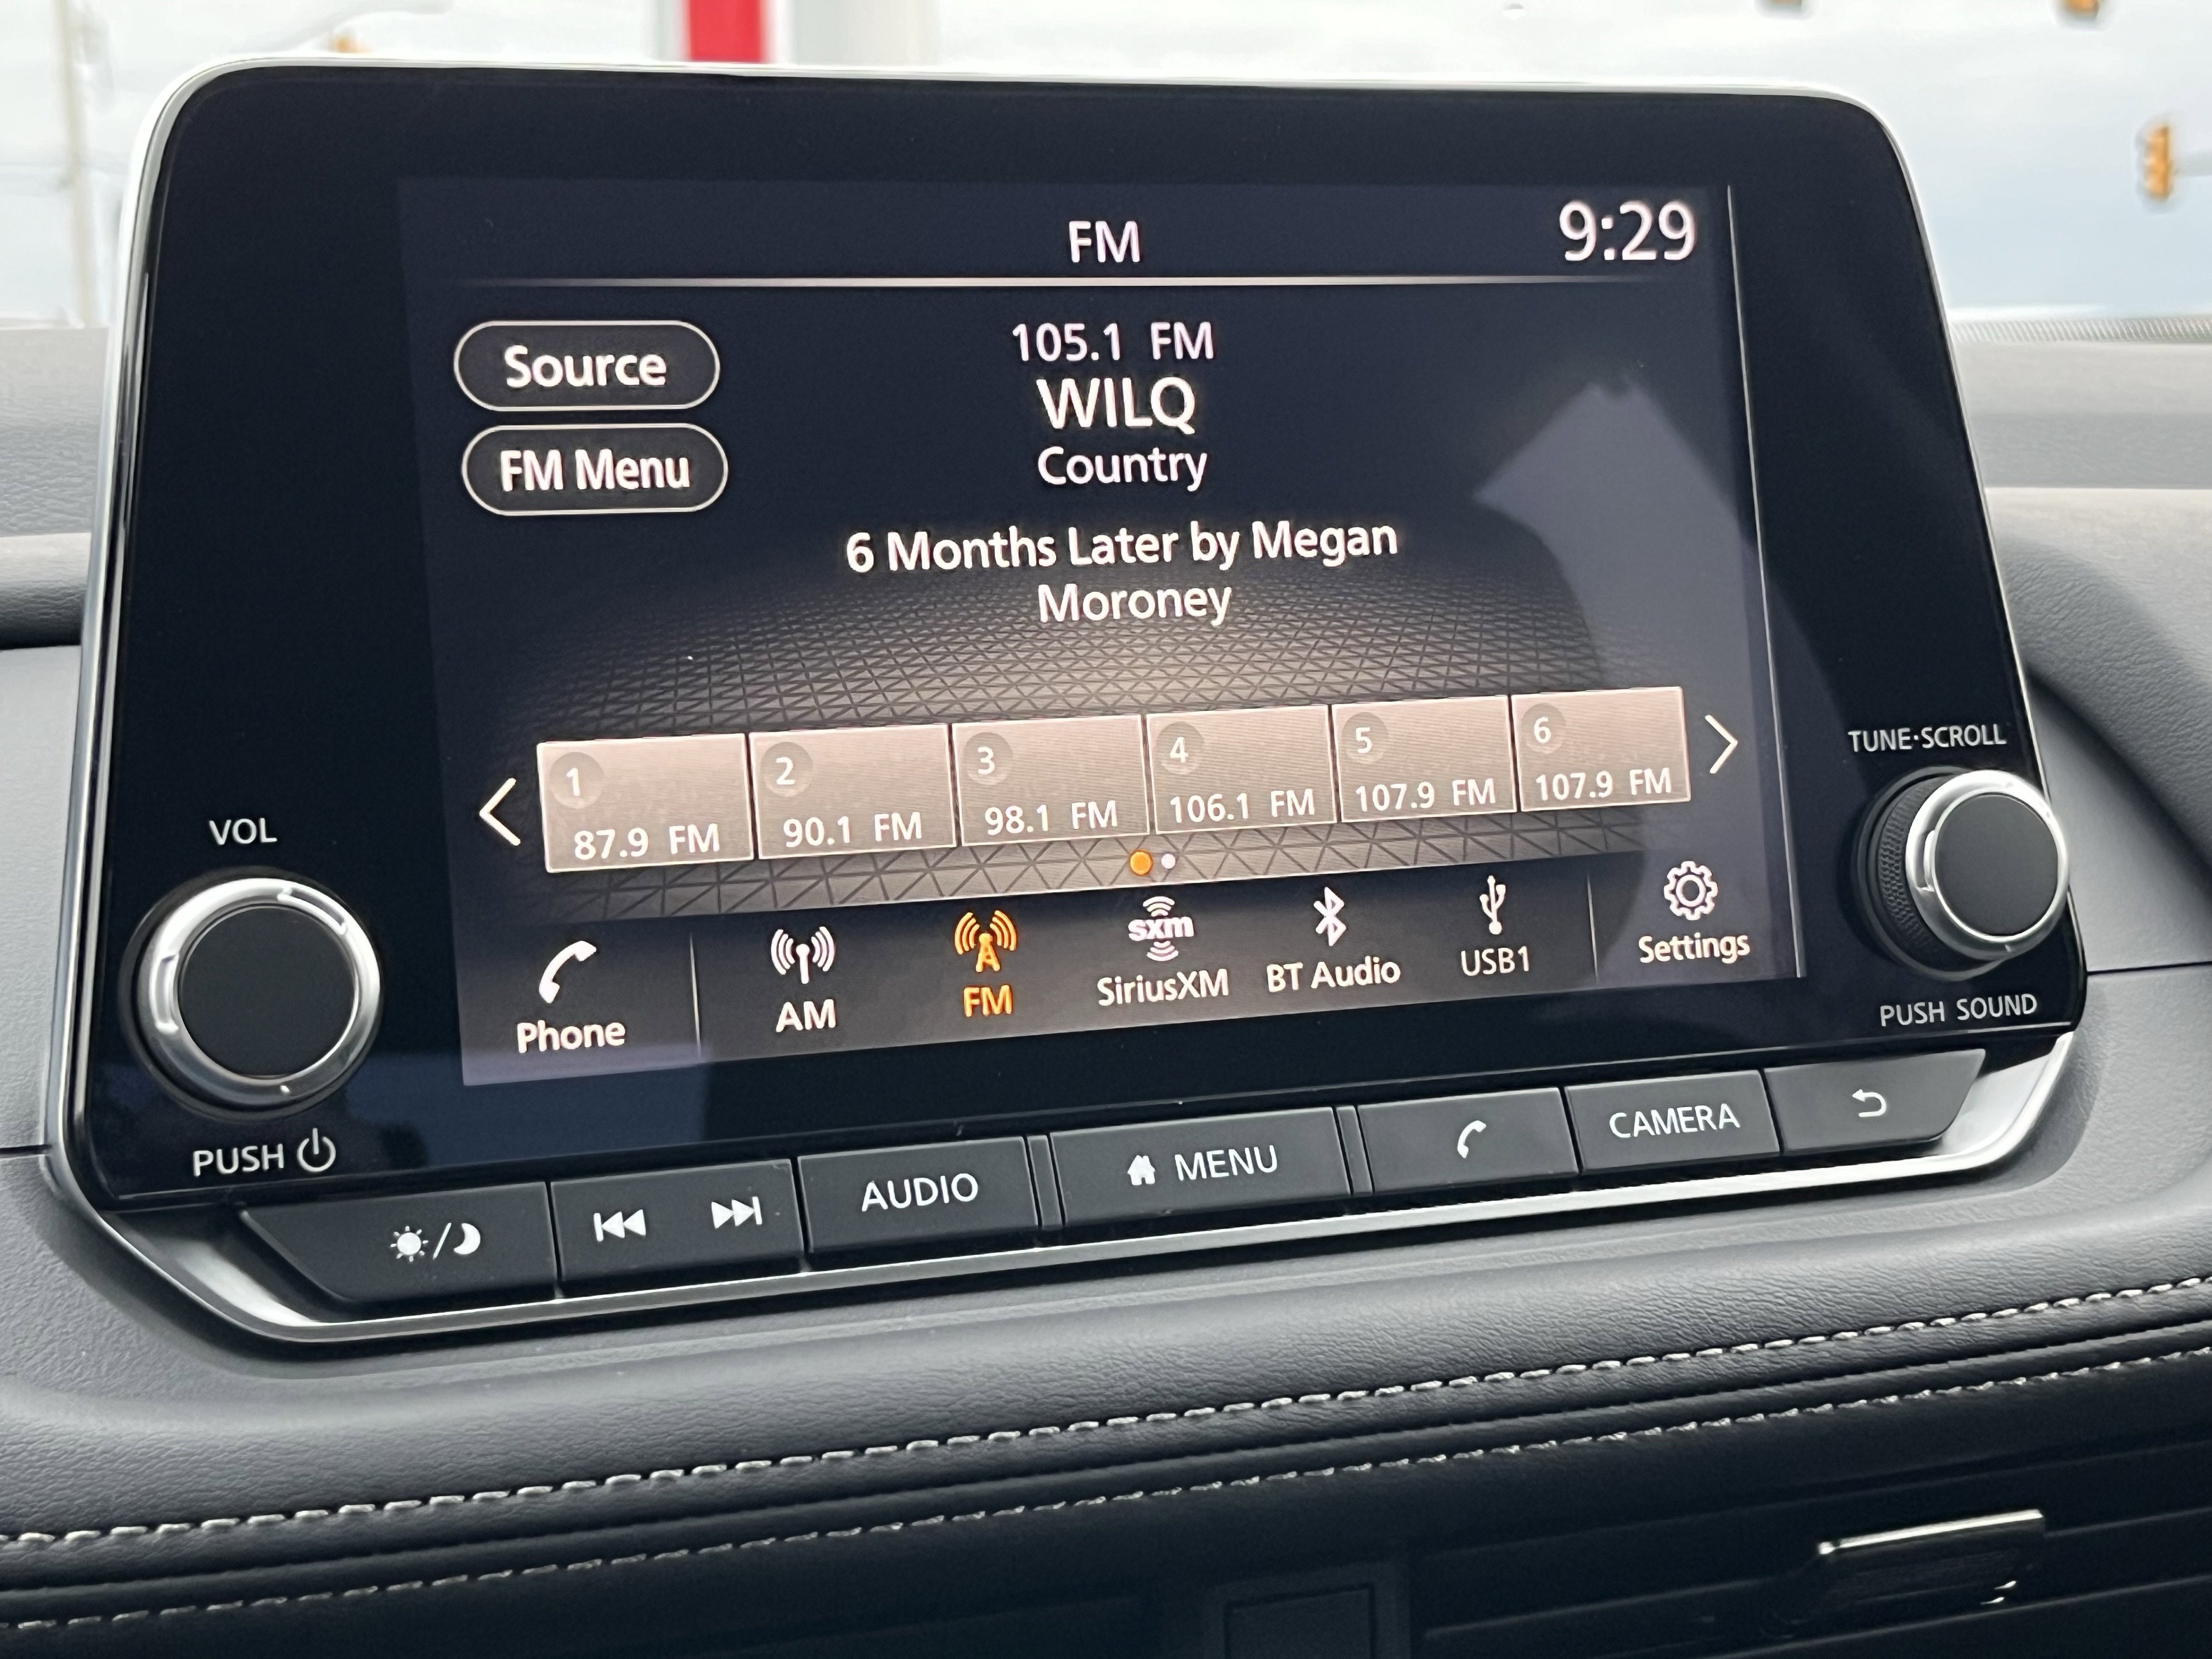 FM
9:29
Source
FM Menu
105.1 FM
WILQ
Country
6 Months Later by Megan
Moroney
1
87.9 FM
2
90.1 FM
3
98.1 FM
4
106.1 FM
5
107.9 FM
6
107.9 FM
Phone
AM
FM
sxm
SiriusXM
BT Audio
USB1
Settings
VOL
PUSH
TUNE·SCROLL
PUSH SOUND
AUDIO
MENU
CAMERA